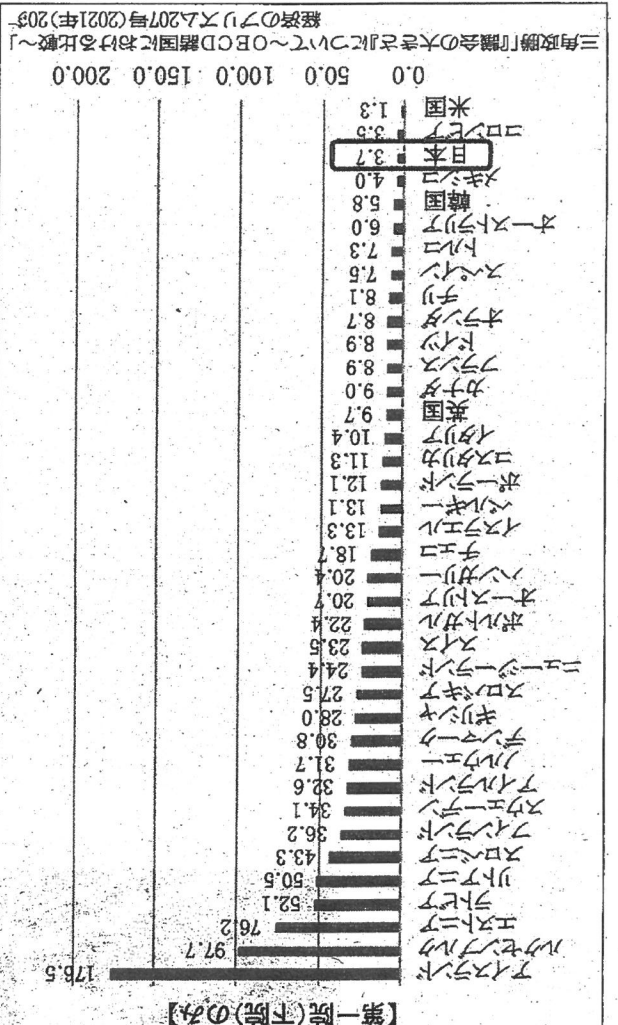 【第一院(下院)のみ】
アイスランド 176.5
ルクセンブルク 97.7
エストニア 76.2
ラトビア 52.1
リトアニア 50.5
スロベニア 43.3
フィンランド 36.2
スウェーデン 34.1
アイルランド 32.6
ノルウェー 31.7
デンマーク 30.8
ギリシャ 28.0
スロバキア 27.5
ニュージーランド 24.4
スイス 23.5
ポルトガル 22.4
オーストリア 20.7
ハンガリー 20.4
チェコ 18.7
イスラエル 13.3
ベルギー 13.1
ポーランド 12.1
コスタリカ 11.3
イタリア 10.4
英国 9.7
カナダ 9.0
フランス 8.9
ドイツ 8.9
オランダ 8.7
チリ 8.1
スペイン 7.5
トルコ 7.3
オーストラリア 6.0
韓国 5.8
メキシコ 4.0
日本 3.7
コロンビア 3.5
米国 1.3
0.0 50.0 100.0 150.0 200.0
三角政勝「『議会の大きさ』について～OECD諸国における比較～」
経済のプリズム207号(2021年)20